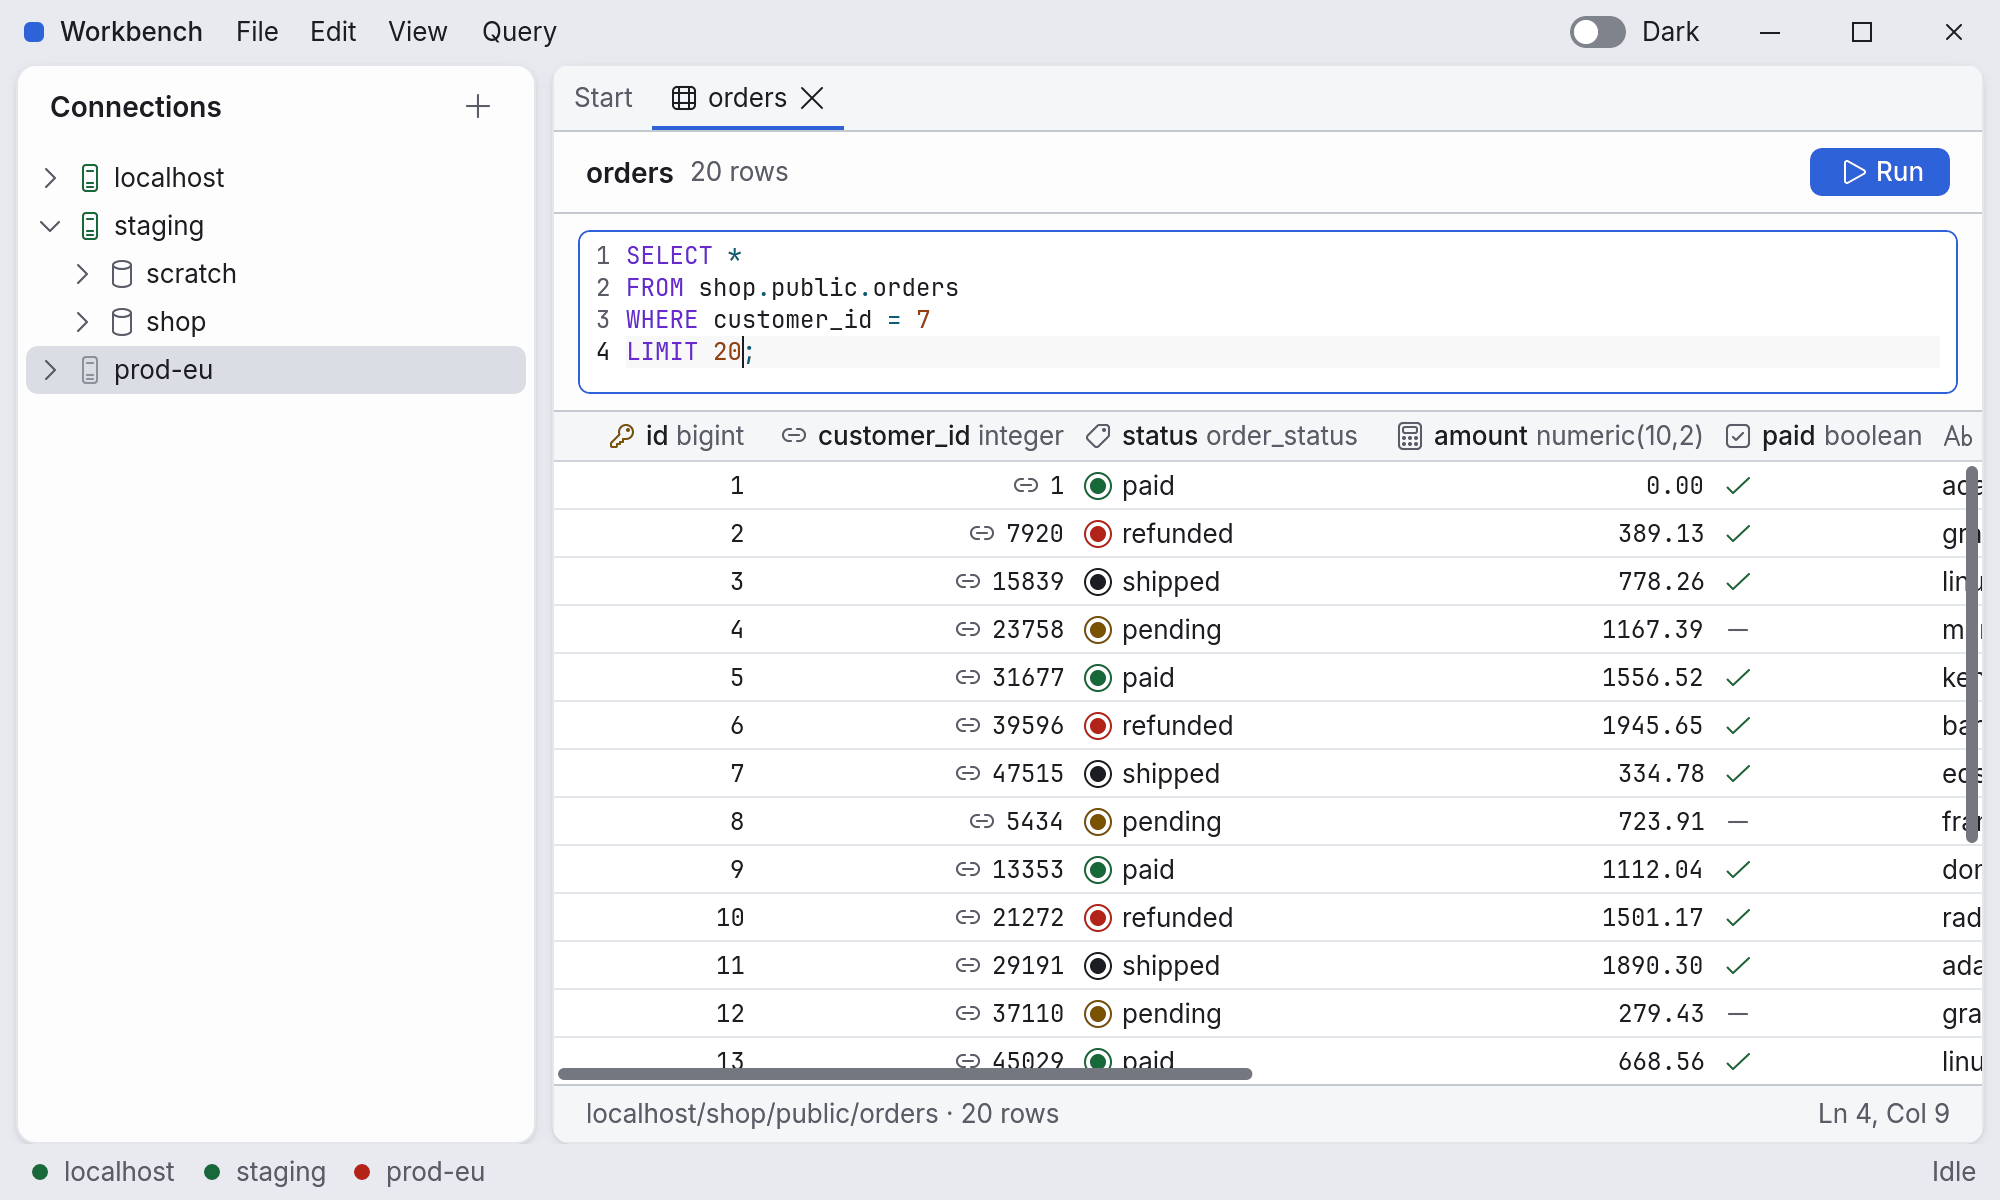 Workbench File Edit View Query Dark
Connections
localhost
staging
scratch
shop
prod-eu
Start orders
orders 20 rows Run
1 SELECT *
2 FROM shop.public.orders
3 WHERE customer_id = 7
4 LIMIT 20;
id bigint customer_id integer status order_status amount numeric(10,2) paid boolean Ab
1 1 paid 0.00
2 7920 refunded 389.13
3 15839 shipped 778.26
4 23758 pending 1167.39
5 31677 paid 1556.52
6 39596 refunded 1945.65
7 47515 shipped 334.78
8 5434 pending 723.91
9 13353 paid 1112.04
10 21272 refunded 1501.17
11 29191 shipped 1890.30
12 37110 pending 279.43
13 45029 paid 668.56
localhost/shop/public/orders · 20 rows Ln 4, Col 9
localhost staging prod-eu Idle